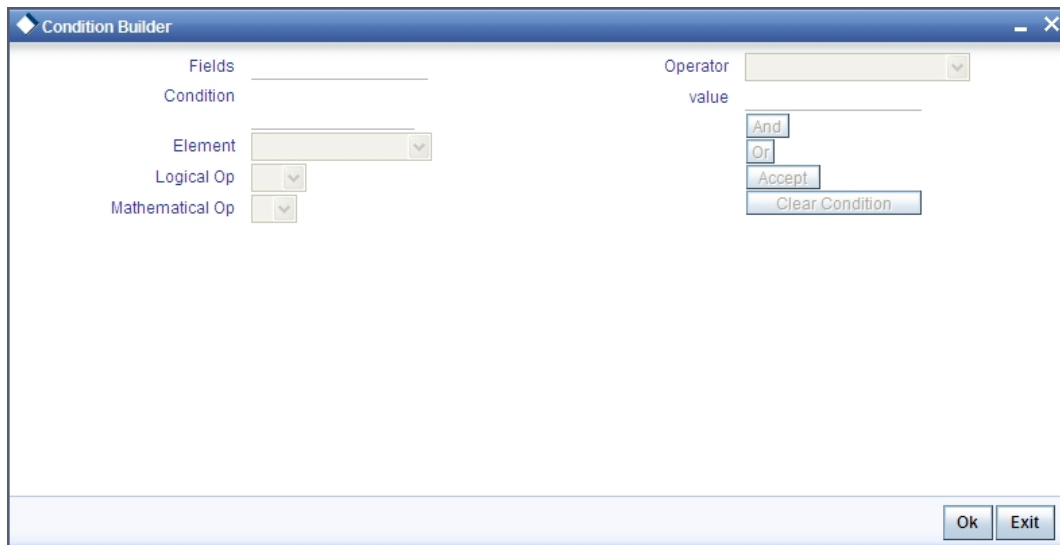 Condition Builder
Fields
Operator
Condition
value
And
Element
Or
Logical Op
Accept
Mathematical Op
Clear Condition
Ok
Exit